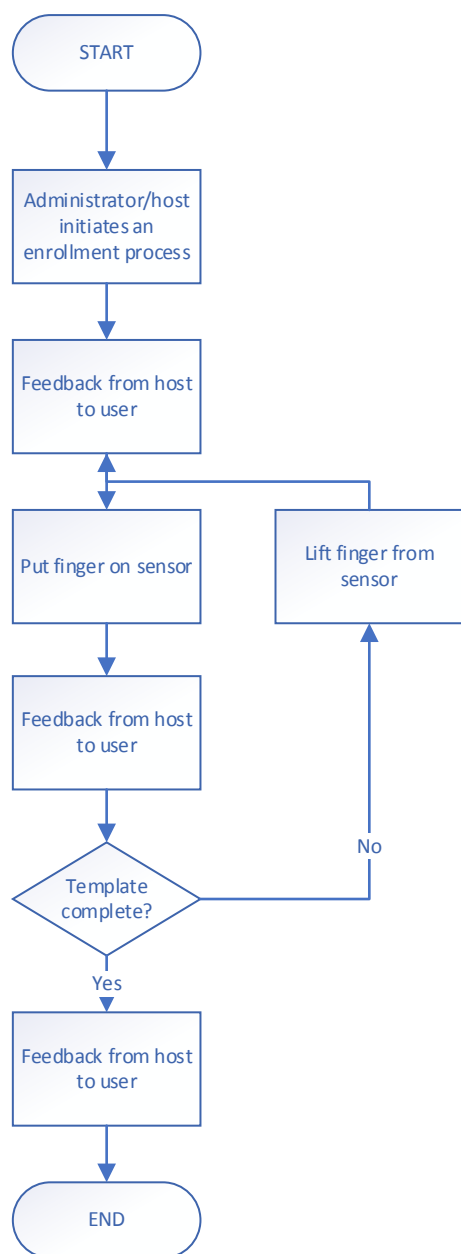 START
Administrator/host
initiates an
enrollment process
Feedback from host
to user
Put finger on sensor
Lift finger from
sensor
Feedback from host
to user
No
Template
complete?
Yes
Feedback from host
to user
END